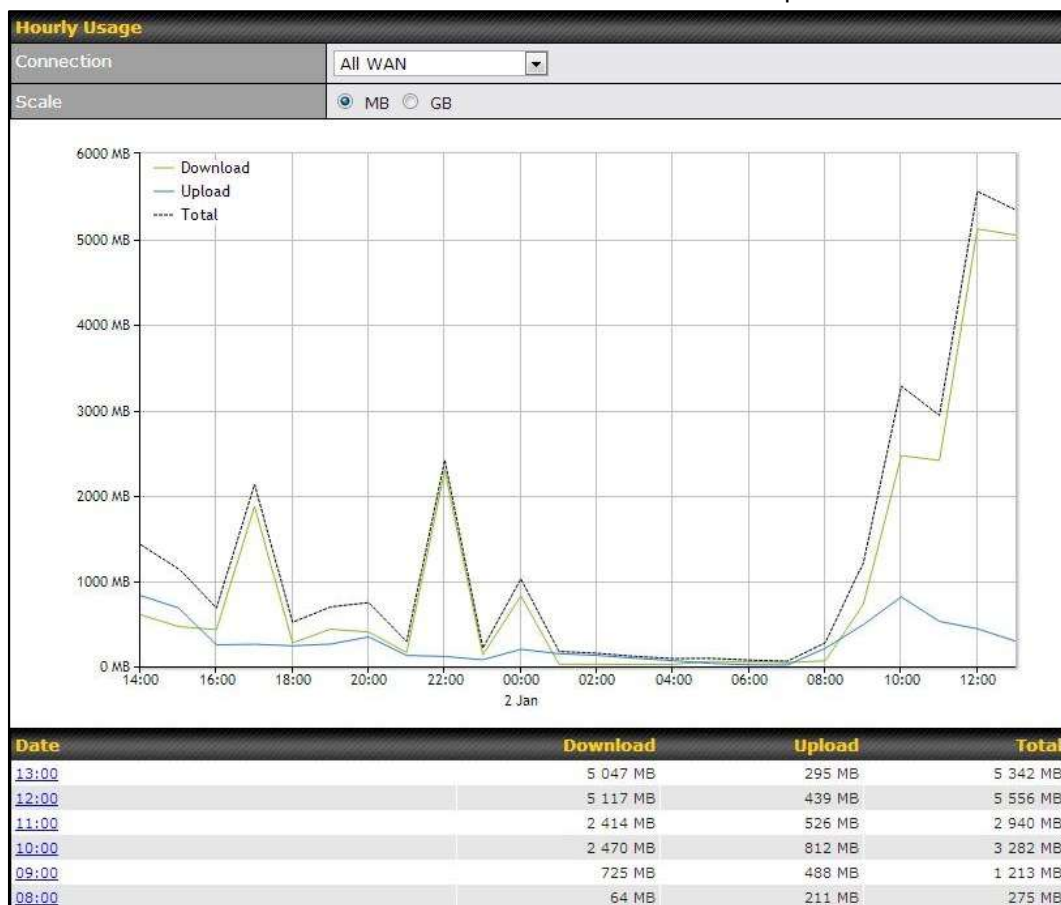 Hourly Usage
Connection All WAN
Scale MB GB
6000 MB
5000 MB
4000 MB
3000 MB
2000 MB
1000 MB
0 MB
Download
Upload
Total
14:00 16:00 18:00 20:00 22:00 00:00 02:00 04:00 06:00 08:00 10:00 12:00
2 Jan
Date Download Upload Total
13:00 5 047 MB 295 MB 5 342 MB
12:00 5 117 MB 439 MB 5 556 MB
11:00 2 414 MB 526 MB 2 940 MB
10:00 2 470 MB 812 MB 3 282 MB
09:00 725 MB 488 MB 1 213 MB
08:00 64 MB 211 MB 275 MB